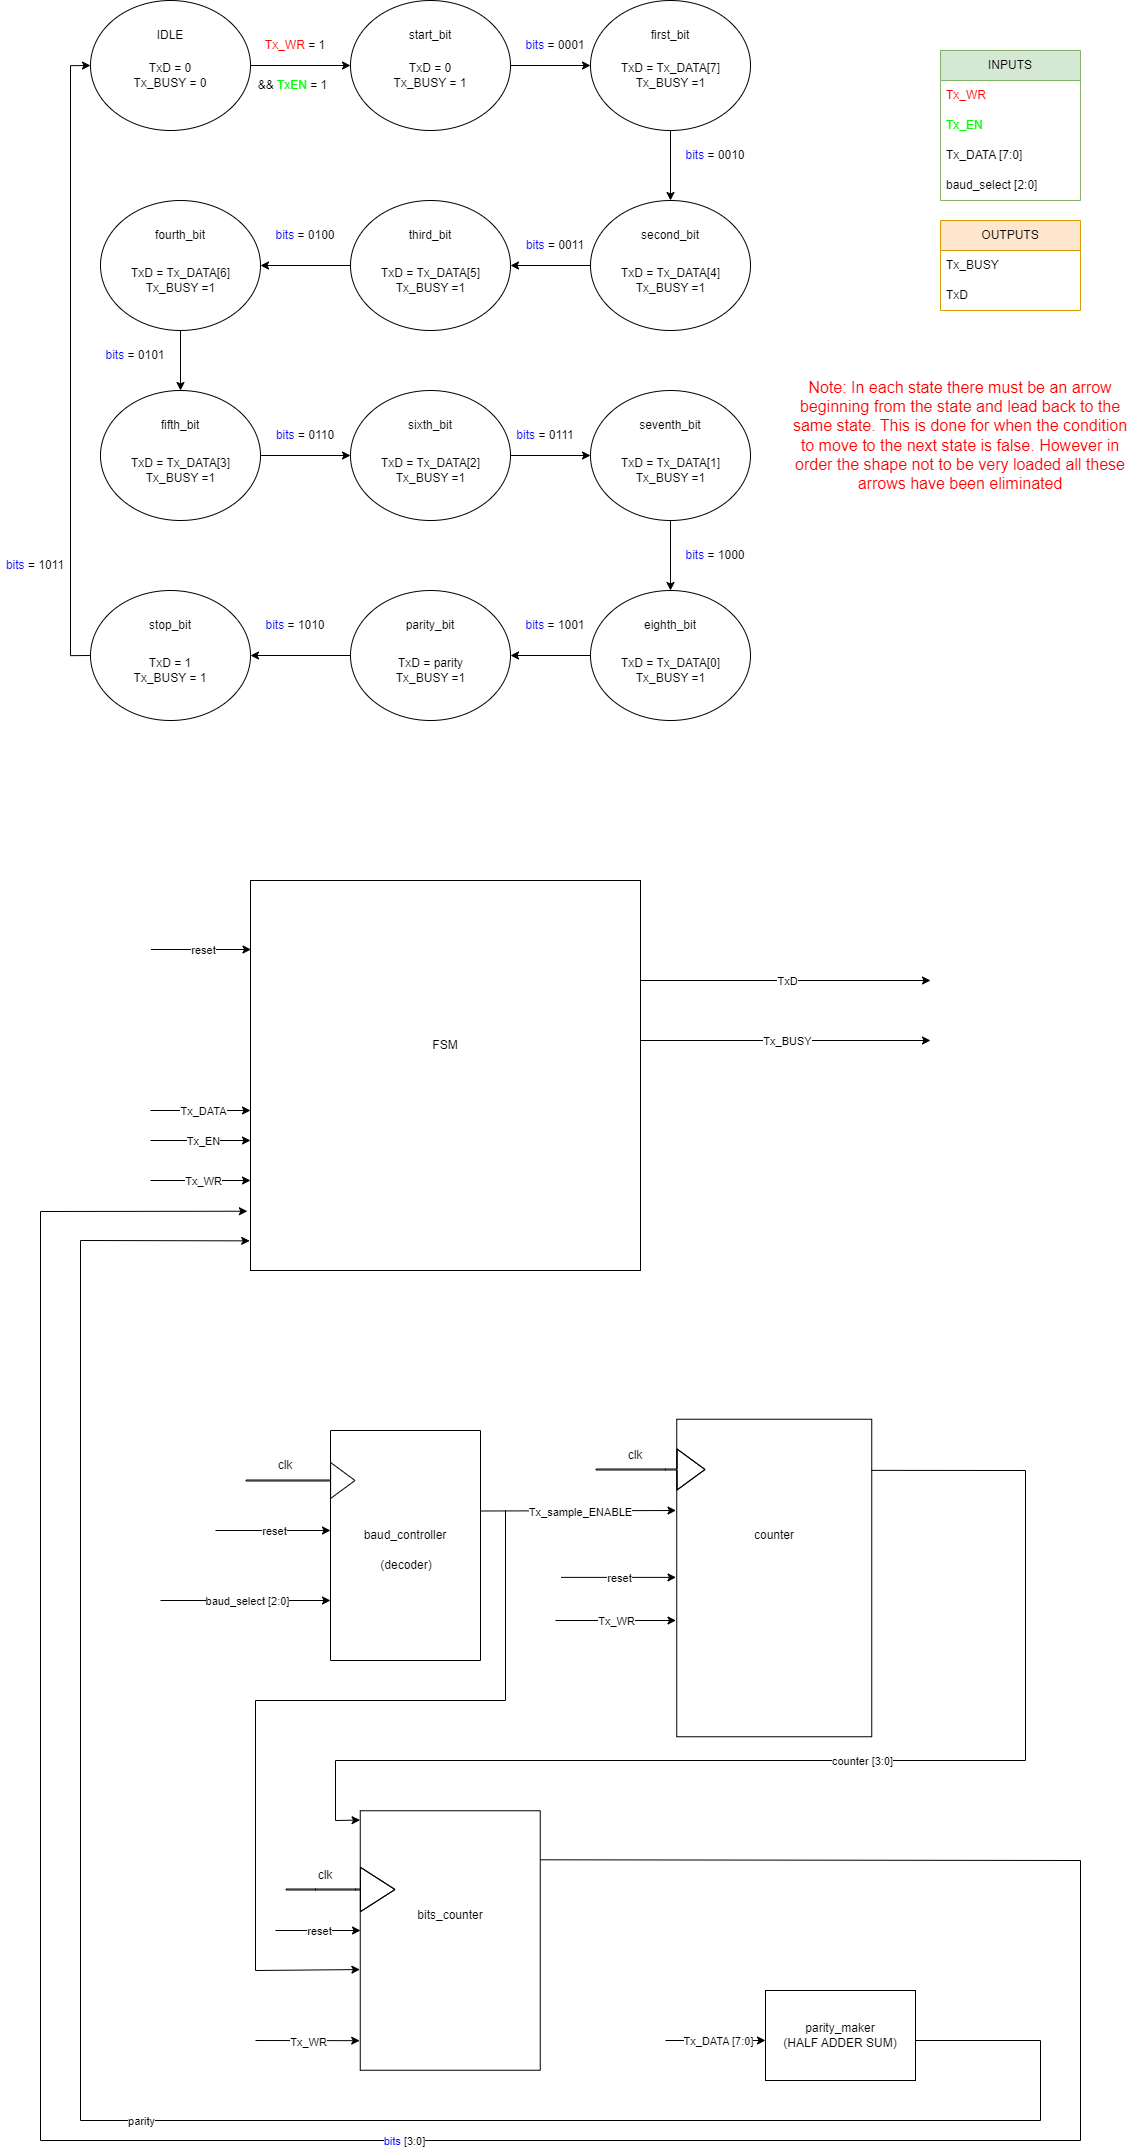 IDLE
TxD = 0
Tx_BUSY = 0
Tx_WR = 1
&& TxEN = 1
start_bit
TxD = 0
Tx_BUSY = 1
bits = 0001
first_bit
TxD = Tx_DATA[7]
Tx_BUSY =1
bits = 0010
second_bit
TxD = Tx_DATA[4]
Tx_BUSY =1
bits = 0011
third_bit
TxD = Tx_DATA[5]
Tx_BUSY =1
bits = 0100
fourth_bit
TxD = Tx_DATA[6]
Tx_BUSY =1
bits = 0101
fifth_bit
TxD = Tx_DATA[3]
Tx_BUSY =1
bits = 0110
sixth_bit
TxD = Tx_DATA[2]
Tx_BUSY =1
bits = 0111
seventh_bit
TxD = Tx_DATA[1]
Tx_BUSY =1
bits = 1000
eighth_bit
TxD = Tx_DATA[0]
Tx_BUSY =1
bits = 1001
parity_bit
TxD = parity
Tx_BUSY =1
bits = 1010
stop_bit
TxD = 1
Tx_BUSY = 1
bits = 1011
INPUTS
Tx_WR
Tx_EN
Tx_DATA [7:0]
baud_select [2:0]
OUTPUTS
Tx_BUSY
TxD
Note: In each state there must be an arrow
beginning from the state and lead back to the
same state. This is done for when the condition
to move to the next state is false. However in
order the shape not to be very loaded all these
arrows have been eliminated
reset
FSM
TxD
Tx_BUSY
Tx_DATA
Tx_EN
Tx_WR
clk
reset
baud_select [2:0]
baud_controller
(decoder)
Tx_sample_ENABLE
clk
reset
Tx_WR
counter
counter [3:0]
clk
reset
Tx_WR
bits_counter
Tx_DATA [7:0]
parity_maker
(HALF ADDER SUM)
parity
bits [3:0]